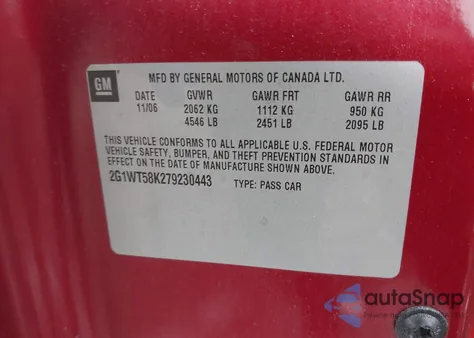 GM
MFD BY GENERAL MOTORS OF CANADA LTD.
DATE GVWR GAWR FRT GAWR RR
11/06 2062 KG 1112 KG 950 KG
4546 LB 2451 LB 2095 LB
THIS VEHICLE CONFORMS TO ALL APPLICABLE U.S. FEDERAL MOTOR
VEHICLE SAFETY, BUMPER, AND THEFT PREVENTION STANDARDS IN
EFFECT ON THE DATE OF MANUFACTURE SHOWN ABOVE.
2G1WT58K279230443 TYPE: PASS CAR
autoSnap